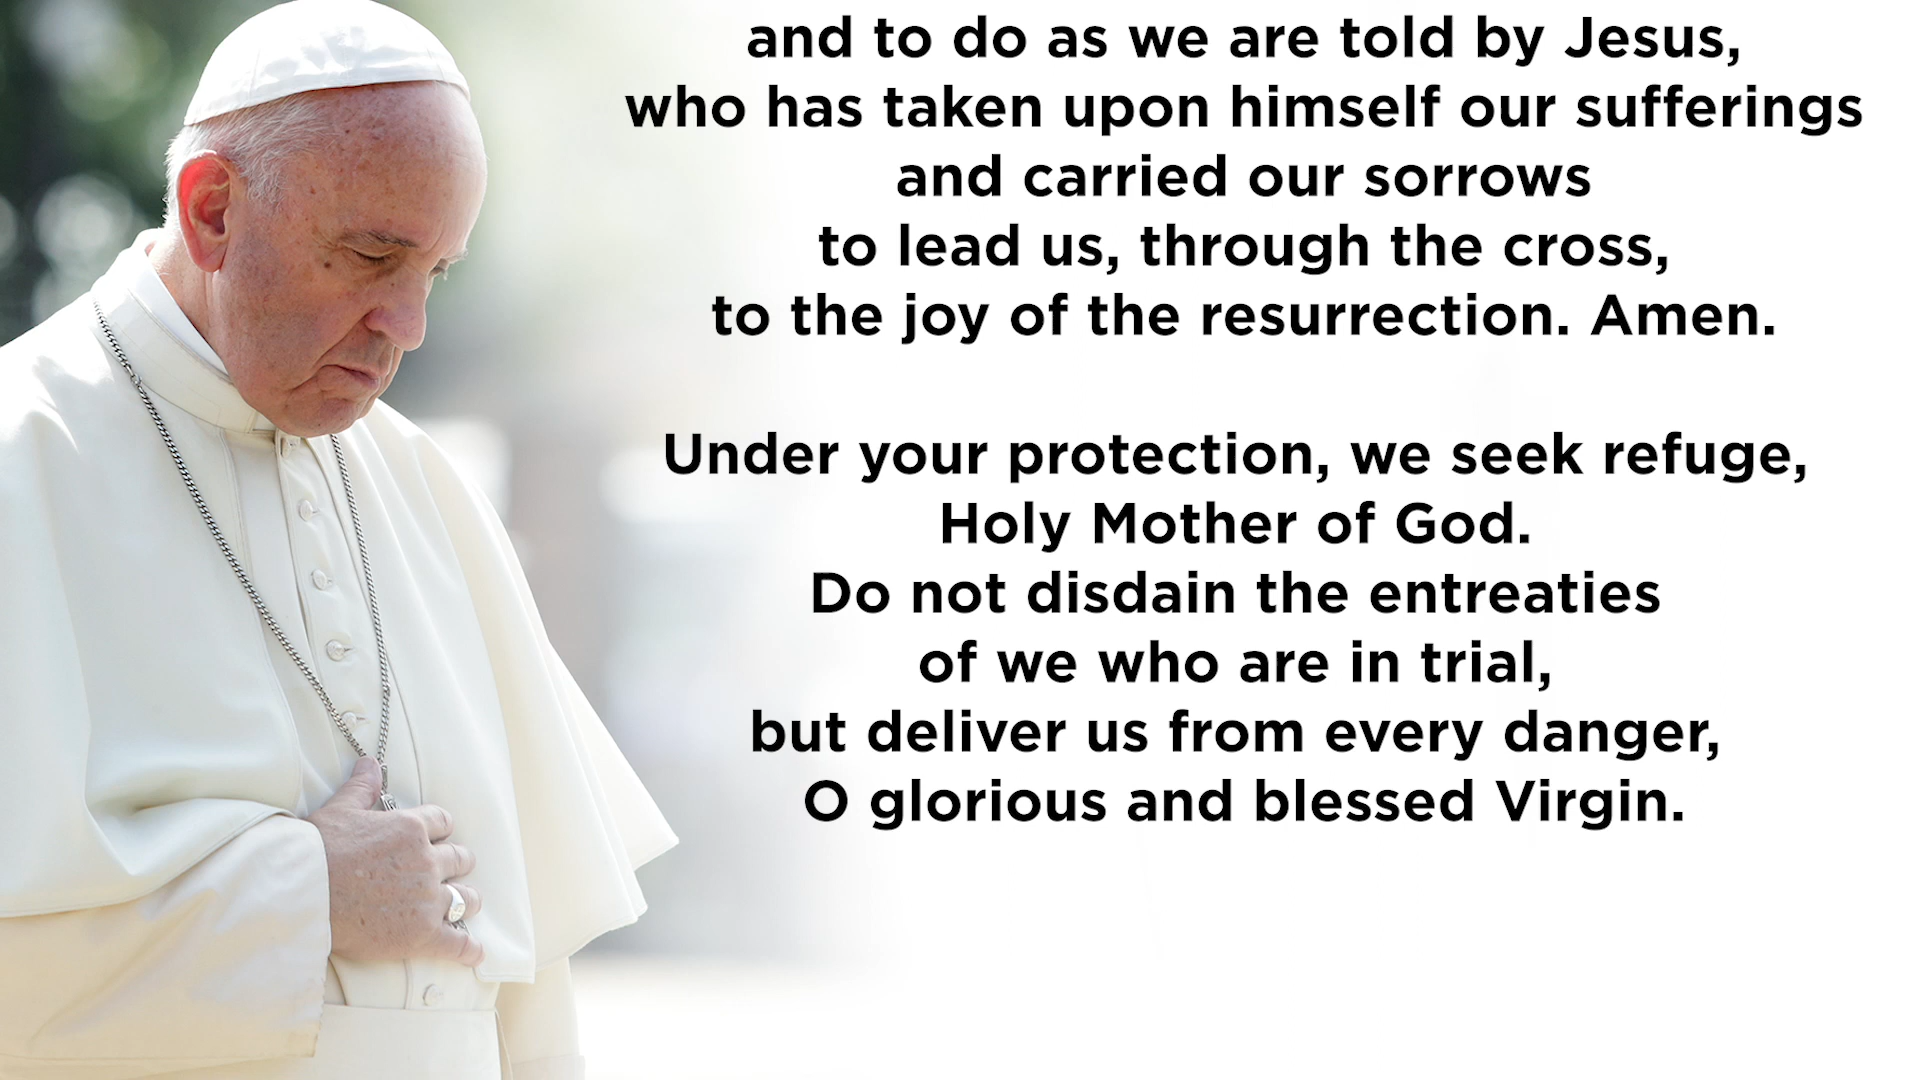 and to do as we are told by Jesus,
who has taken upon himself our sufferings
and carried our sorrows
to lead us, through the cross,
to the joy of the resurrection. Amen.
Under your protection, we seek refuge,
Holy Mother of God.
Do not disdain the entreaties
of we who are in trial,
but deliver us from every danger,
O glorious and blessed Virgin.